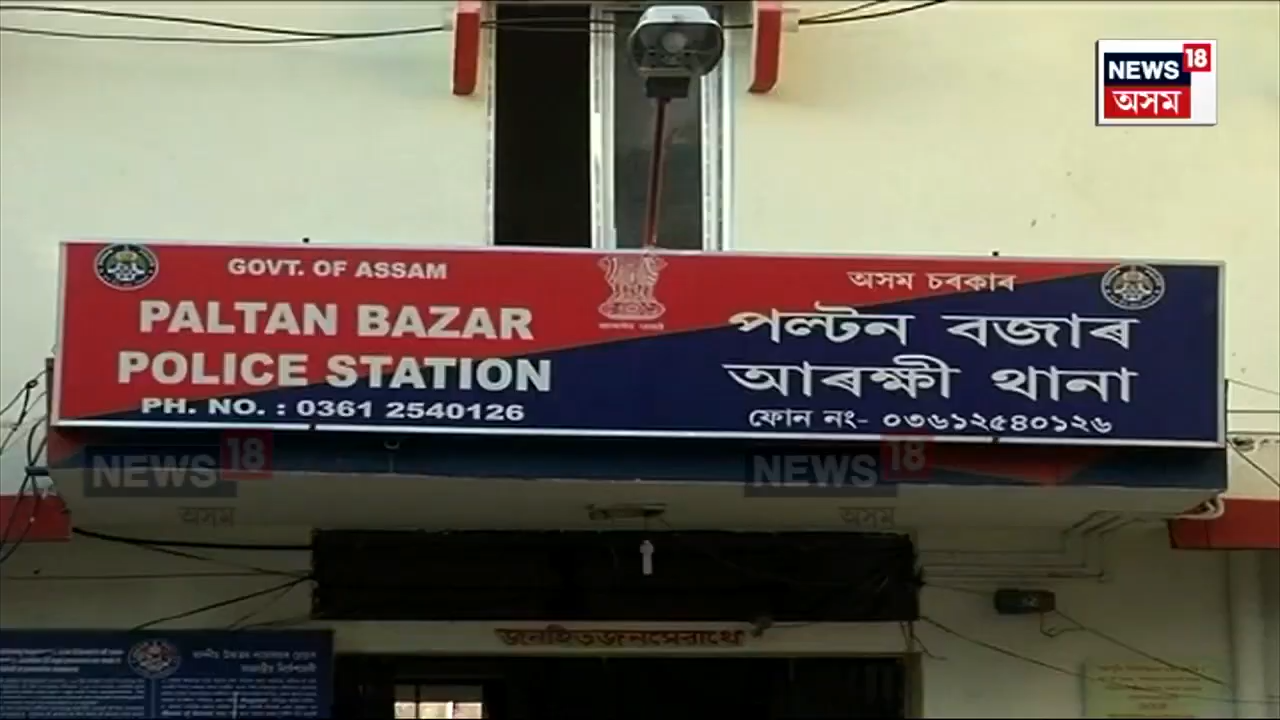 NEWS 18
অসম
GOVT. OF ASSAM
PALTAN BAZAR
POLICE STATION
PH. NO. : 0361 2540126
অসম চৰকাৰ
পল্টন বজাৰ
আৰক্ষী থানা
ফোন নং- ০৩৬১২৫৪০১২৬
NEWS 18
অসম
NEWS 18
অসম
জনহিত জনসেৱাৰ্থে